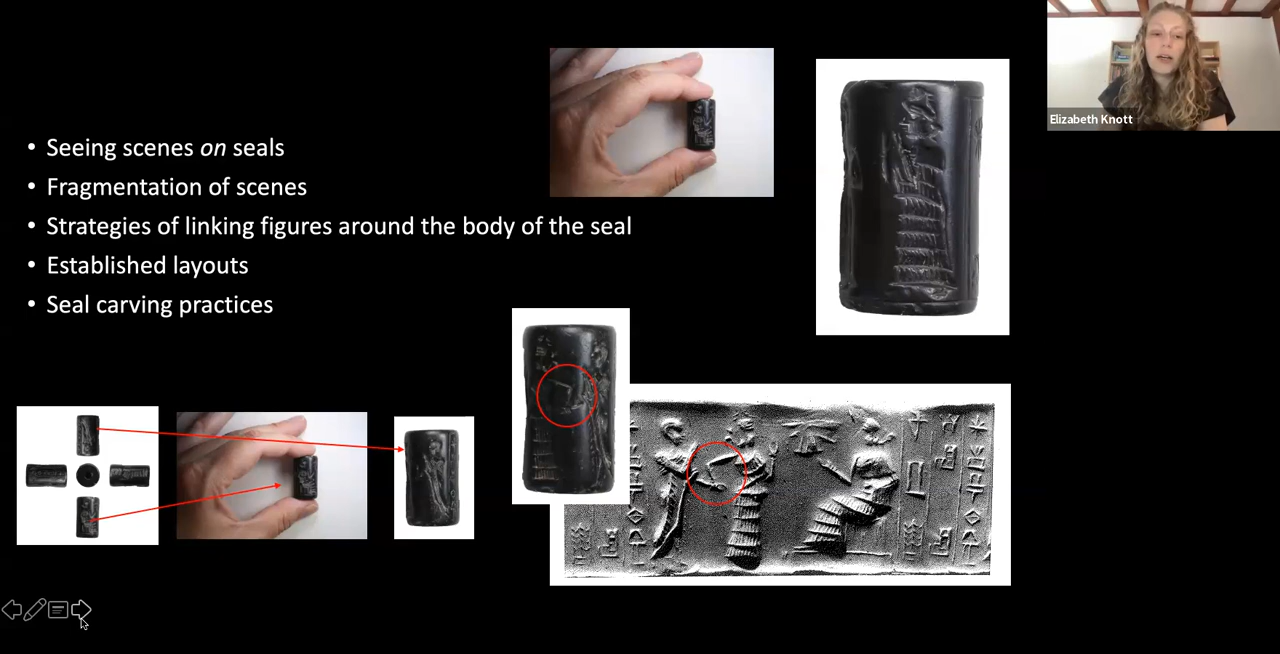 Seeing scenes on seals
Fragmentation of scenes
Strategies of linking figures around the body of the seal
Established layouts
Seal carving practices
Elizabeth Knott